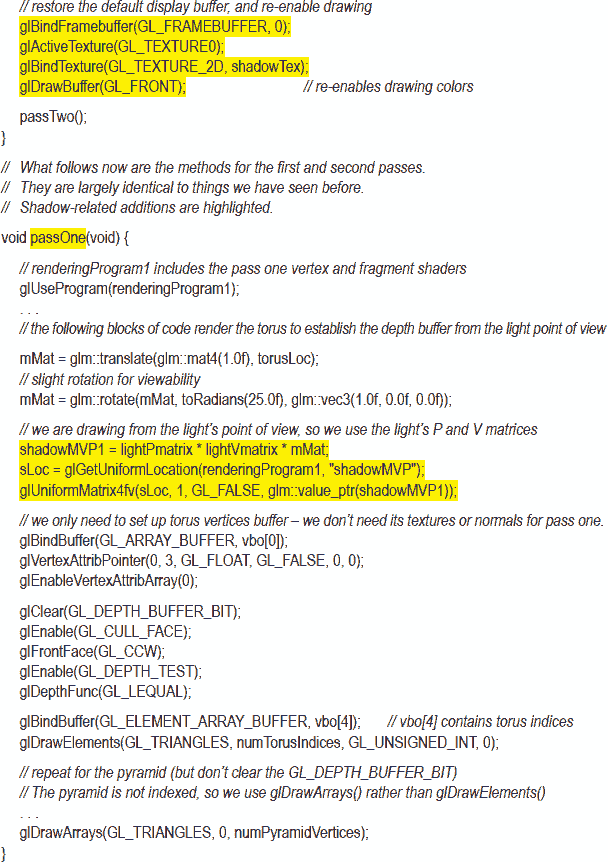 // restore the default display buffer, and re-enable drawing
glBindFramebuffer(GL_FRAMEBUFFER, 0);
glActiveTexture(GL_TEXTURE0);
glBindTexture(GL_TEXTURE_2D, shadowTex);
glDrawBuffer(GL_FRONT); // re-enables drawing colors
passTwo();
}
// What follows now are the methods for the first and second passes.
// They are largely identical to things we have seen before.
// Shadow-related additions are highlighted.
void passOne(void) {
// renderingProgram1 includes the pass one vertex and fragment shaders
glUseProgram(renderingProgram1);
. . .
// the following blocks of code render the torus to establish the depth buffer from the light point of view
mMat = glm::translate(glm::mat4(1.0f), torusLoc);
// slight rotation for viewability
mMat = glm::rotate(mMat, toRadians(25.0f), glm::vec3(1.0f, 0.0f, 0.0f));
// we are drawing from the light’s point of view, so we use the light’s P and V matrices
shadowMVP1 = lightPmatrix * lightVmatrix * mMat;
sLoc = glGetUniformLocation(renderingProgram1, "shadowMVP");
glUniformMatrix4fv(sLoc, 1, GL_FALSE, glm::value_ptr(shadowMVP1));
// we only need to set up torus vertices buffer – we don’t need its textures or normals for pass one.
glBindBuffer(GL_ARRAY_BUFFER, vbo[0]);
glVertexAttribPointer(0, 3, GL_FLOAT, GL_FALSE, 0, 0);
glEnableVertexAttribArray(0);
glClear(GL_DEPTH_BUFFER_BIT);
glEnable(GL_CULL_FACE);
glFrontFace(GL_CCW);
glEnable(GL_DEPTH_TEST);
glDepthFunc(GL_LEQUAL);
glBindBuffer(GL_ELEMENT_ARRAY_BUFFER, vbo[4]); // vbo[4] contains torus indices
glDrawElements(GL_TRIANGLES, numTorusIndices, GL_UNSIGNED_INT, 0);
// repeat for the pyramid (but don’t clear the GL_DEPTH_BUFFER_BIT)
// The pyramid is not indexed, so we use glDrawArrays() rather than glDrawElements()
. . .
glDrawArrays(GL_TRIANGLES, 0, numPyramidVertices);
}